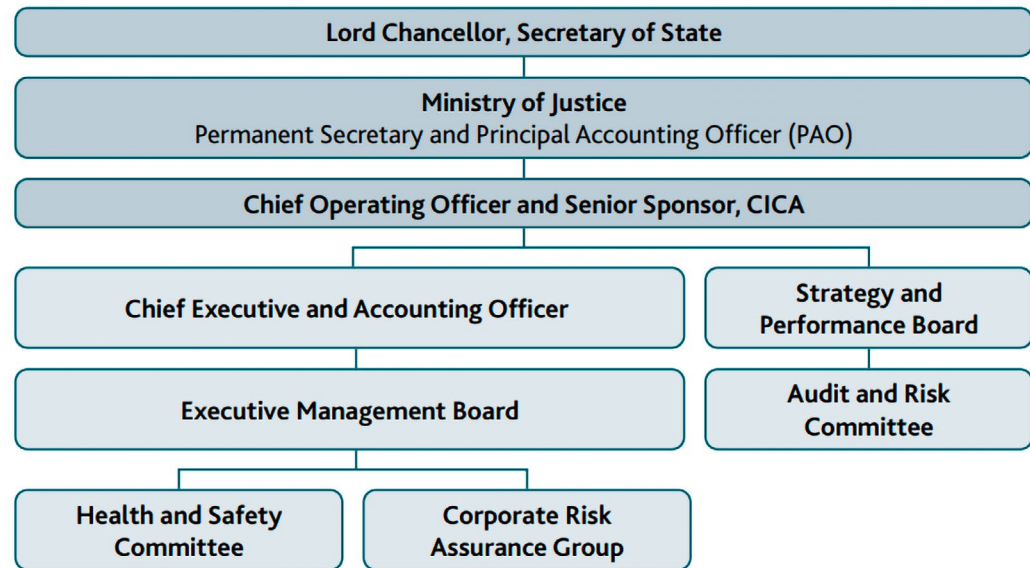 Lord Chancellor, Secretary of State
Ministry of Justice
Permanent Secretary and Principal Accounting Officer (PAO)
Chief Operating Officer and Senior Sponsor, CICA
Chief Executive and Accounting Officer
Strategy and
Performance Board
Executive Management Board
Audit and Risk
Committee
Health and Safety
Committee
Corporate Risk
Assurance Group